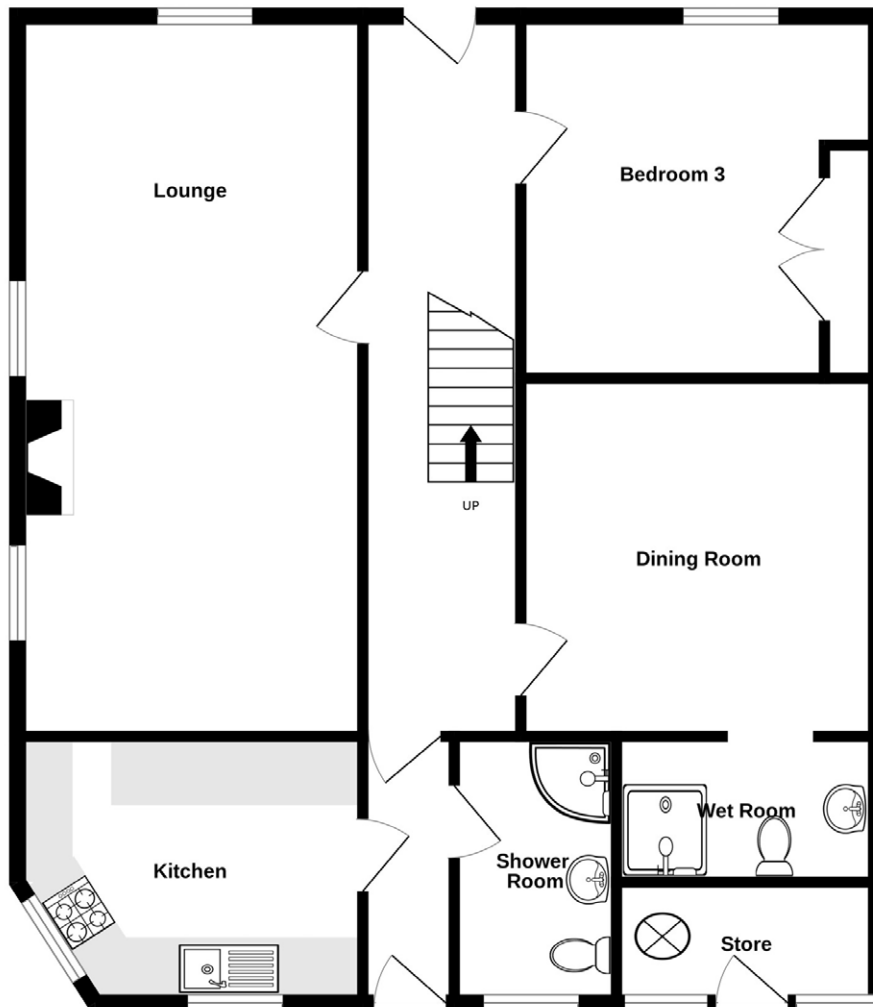 Bedroom 3
Lounge
UP
Dining Room
Wet Room
Kitchen
Shower
Room
Store